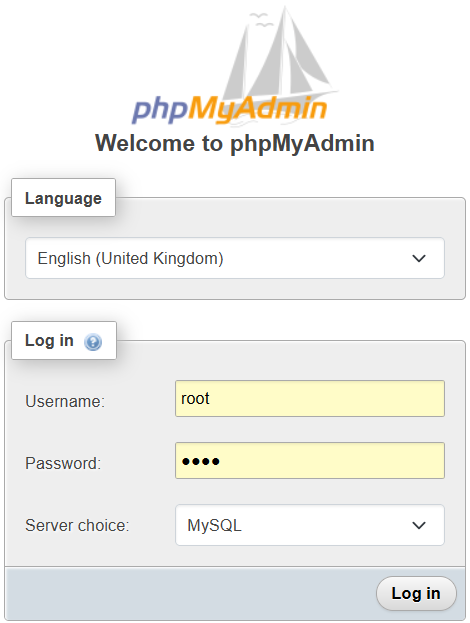 phpMyAdmin
Welcome to phpMyAdmin
Language
English (United Kingdom)
Log in
Username:
root
Password:
••••
Server choice:
MySQL
Log in